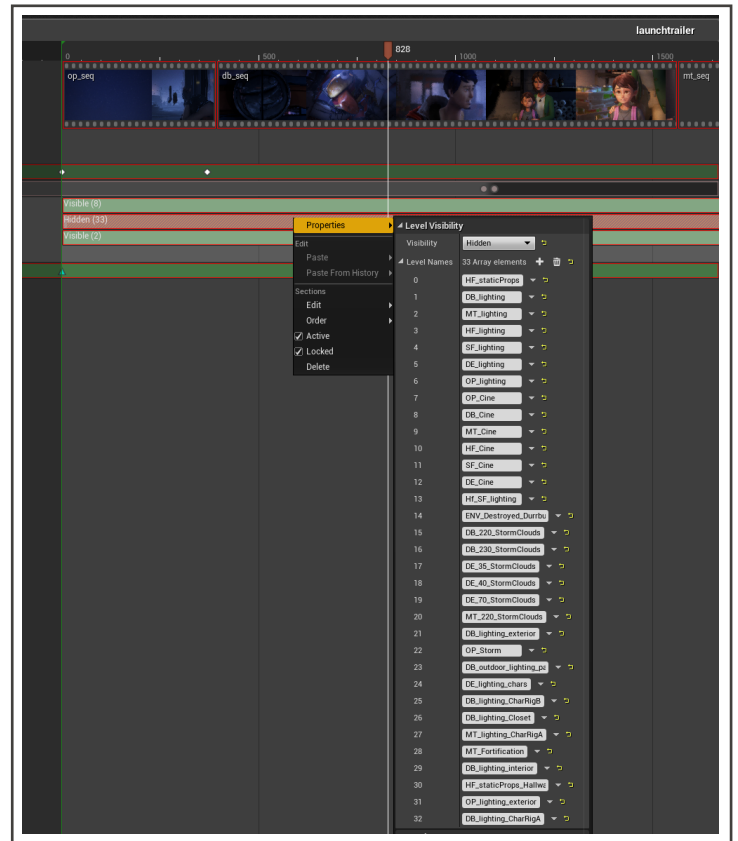 launchtrailer
828
0 500 1000 1500
op_seq db_seq mt_seq
Visible (8)
Hidden (33)
Visible (2)
Properties
Edit
Paste
Paste From History
Sections
Edit
Order
Active
Locked
Delete
Level Visibility
Visibility Hidden
Level Names 33 Array elements
0 HF_staticProps
1 DB_lighting
2 MT_lighting
3 HF_lighting
4 SF_lighting
5 DE_lighting
6 OP_lighting
7 OP_Cine
8 DB_Cine
9 MT_Cine
10 HF_Cine
11 SF_Cine
12 DE_Cine
13 Hf_SF_lighting
14 ENV_Destroyed_Durrbu
15 DB_220_StormClouds
16 DB_230_StormClouds
17 DE_35_StormClouds
18 DE_40_StormClouds
19 DE_70_StormClouds
20 MT_220_StormClouds
21 DB_lighting_exterior
22 OP_Storm
23 DB_outdoor_lighting_pa
24 DE_lighting_chars
25 DB_lighting_CharRigB
26 DB_lighting_Closet
27 MT_lighting_CharRigA
28 MT_Fortification
29 DB_lighting_interior
30 HF_staticProps_Hallwa
31 OP_lighting_exterior
32 DB_lighting_CharRigA